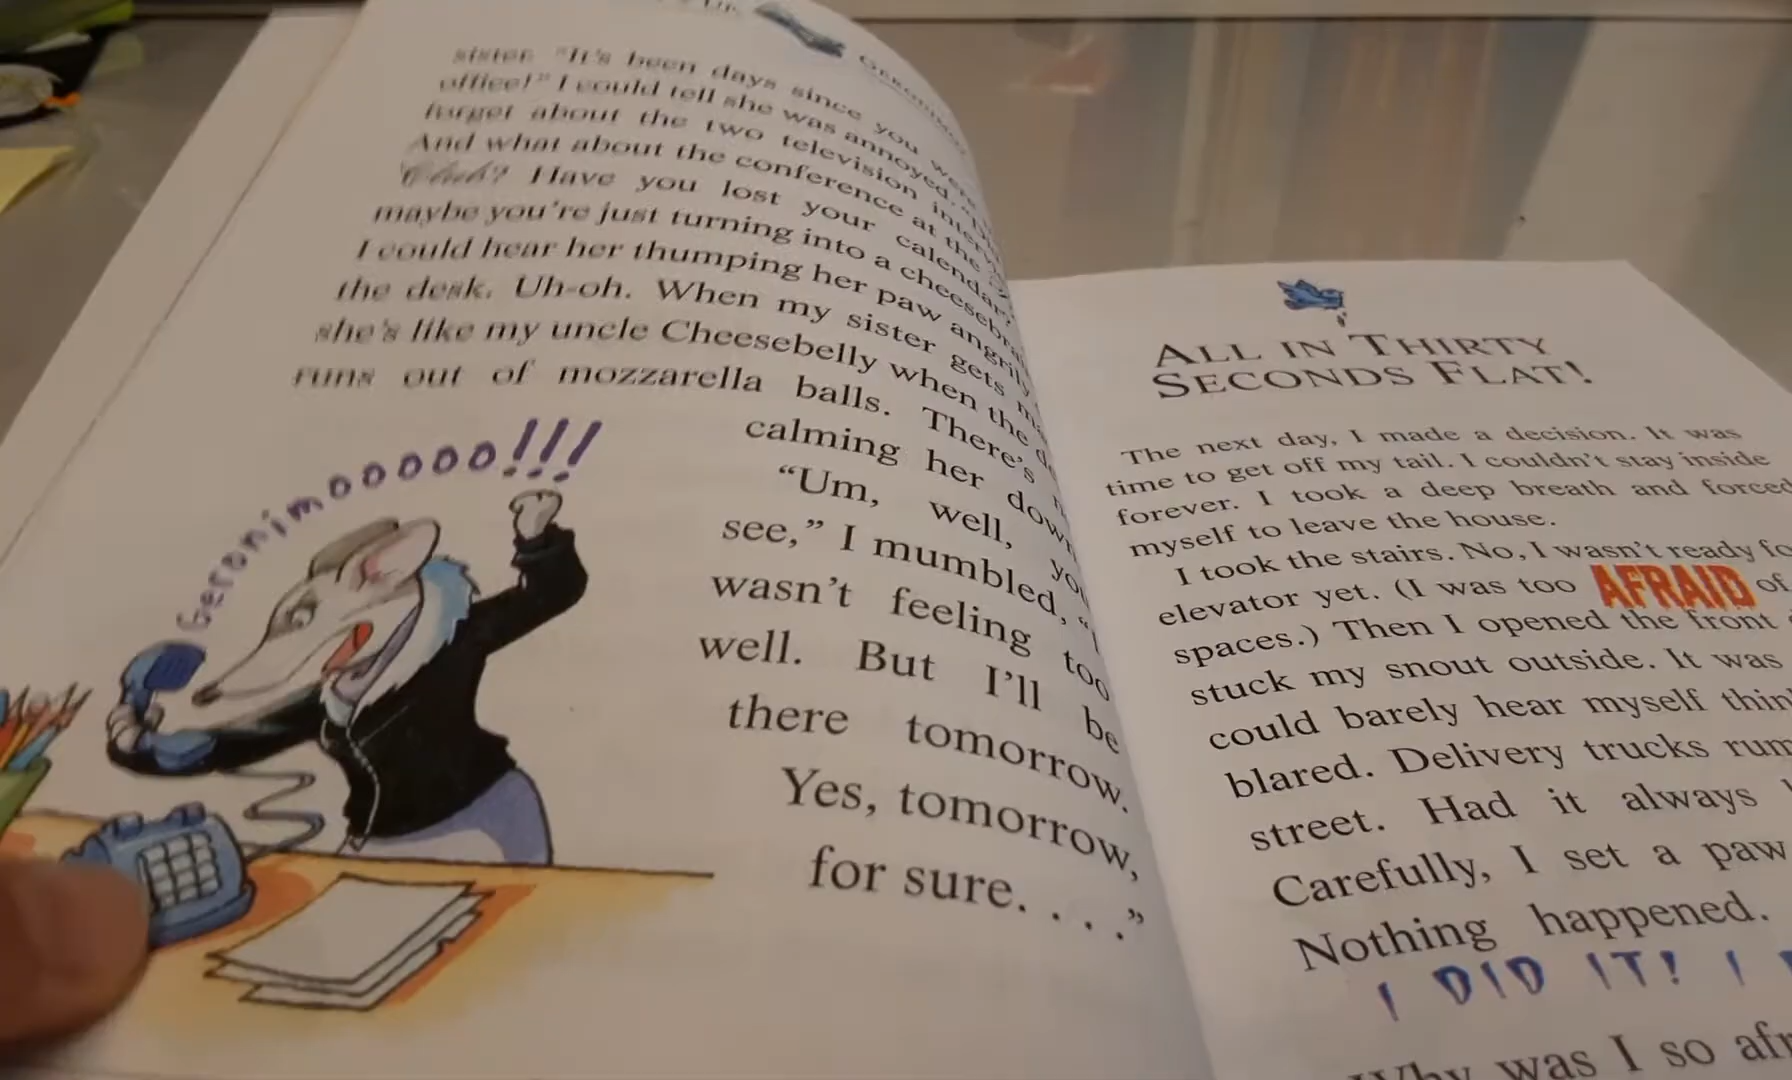 sister. "It's been days since you were
office!" I could tell she was annoyed.
forget about the two television
And what about the conference at the
Club? Have you lost your calendar?
maybe you're just turning into a
I could hear her thumping her paw angrily
the desk. Uh-oh. When my sister gets
she's like my uncle Cheesebelly when the
runs out of mozzarella balls. There's
calming her down
"Um, well, you
see," I mumbled, "I
wasn't feeling too
well. But I'll be
there tomorrow.
Yes, tomorrow,
for sure. . . ."
Geronimooooo!!!
ALL IN THIRTY
SECONDS FLAT!
The next day, I made a decision. It was
time to get off my tail. I couldn't stay inside
forever. I took a deep breath and forced
myself to leave the house.
I took the stairs. No, I wasn't ready
elevator yet. (I was too AFRAID of
spaces.) Then I opened the front
stuck my snout outside. It was
could barely hear myself
blared. Delivery trucks
street. Had it always
Carefully, I set a paw
Nothing happened.
I DID IT! I
Why was I so